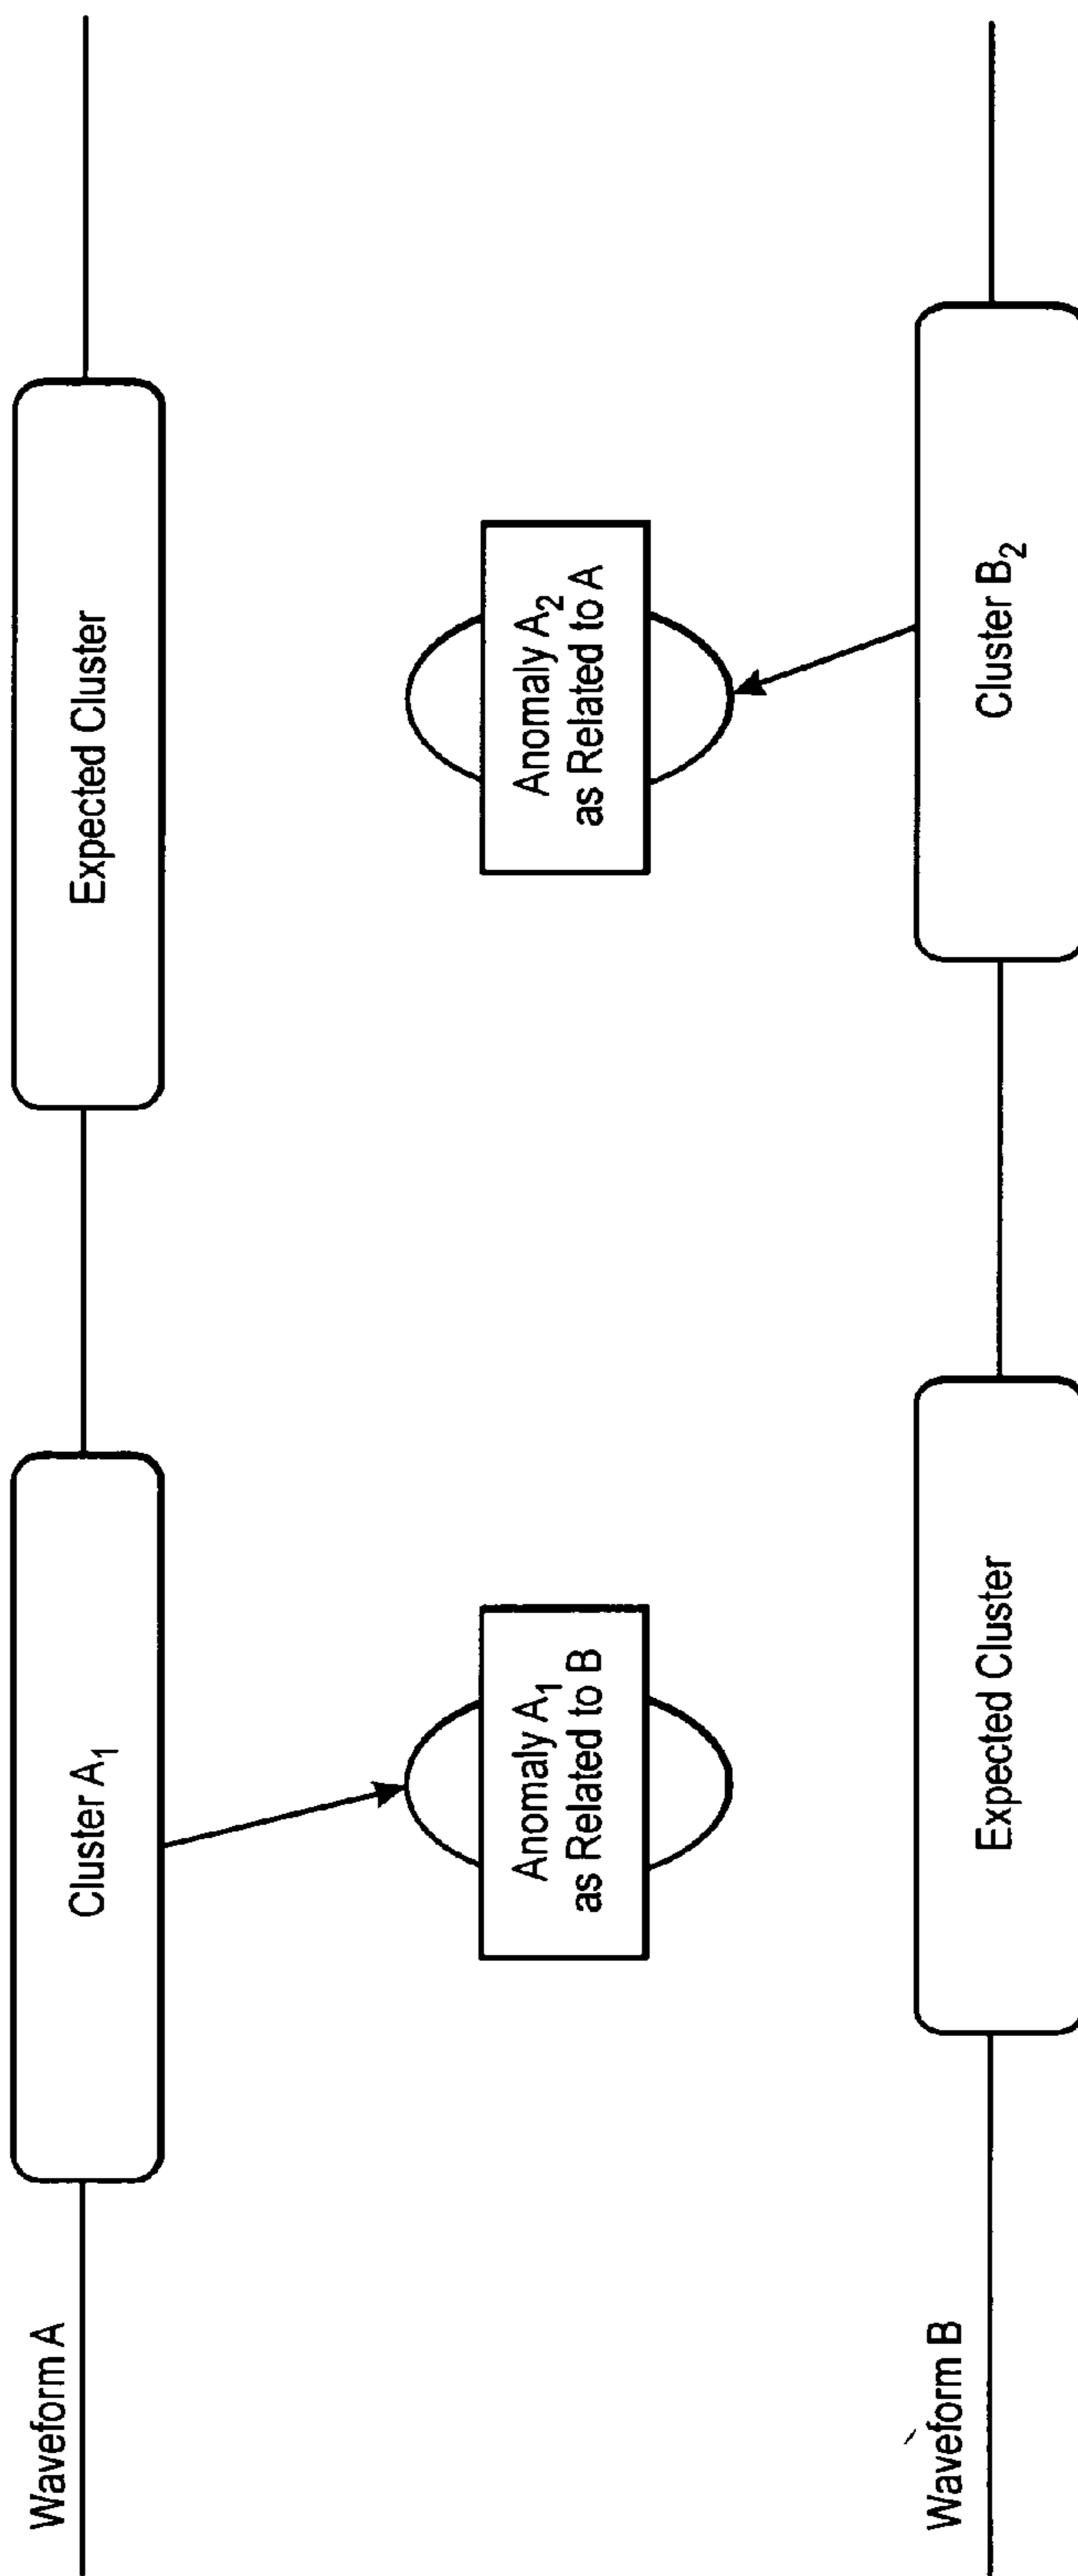 Waveform A
Cluster A₁
Expected Cluster
Anomaly A₁
as Related to B
Anomaly A₂
as Related to A
Waveform B
Expected Cluster
Cluster B₂